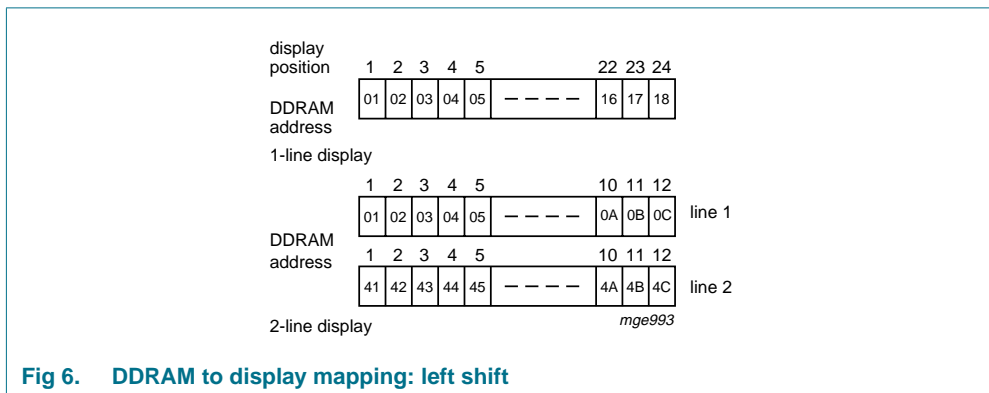 display
position 1 2 3 4 5 22 23 24
01 02 03 04 05 – – – – 16 17 18
DDRAM
address
1-line display
1 2 3 4 5 10 11 12
01 02 03 04 05 – – – – 0A 0B 0C line 1
DDRAM
address
1 2 3 4 5 10 11 12
41 42 43 44 45 – – – – 4A 4B 4C line 2
2-line display
mge993
Fig 6. DDRAM to display mapping: left shift